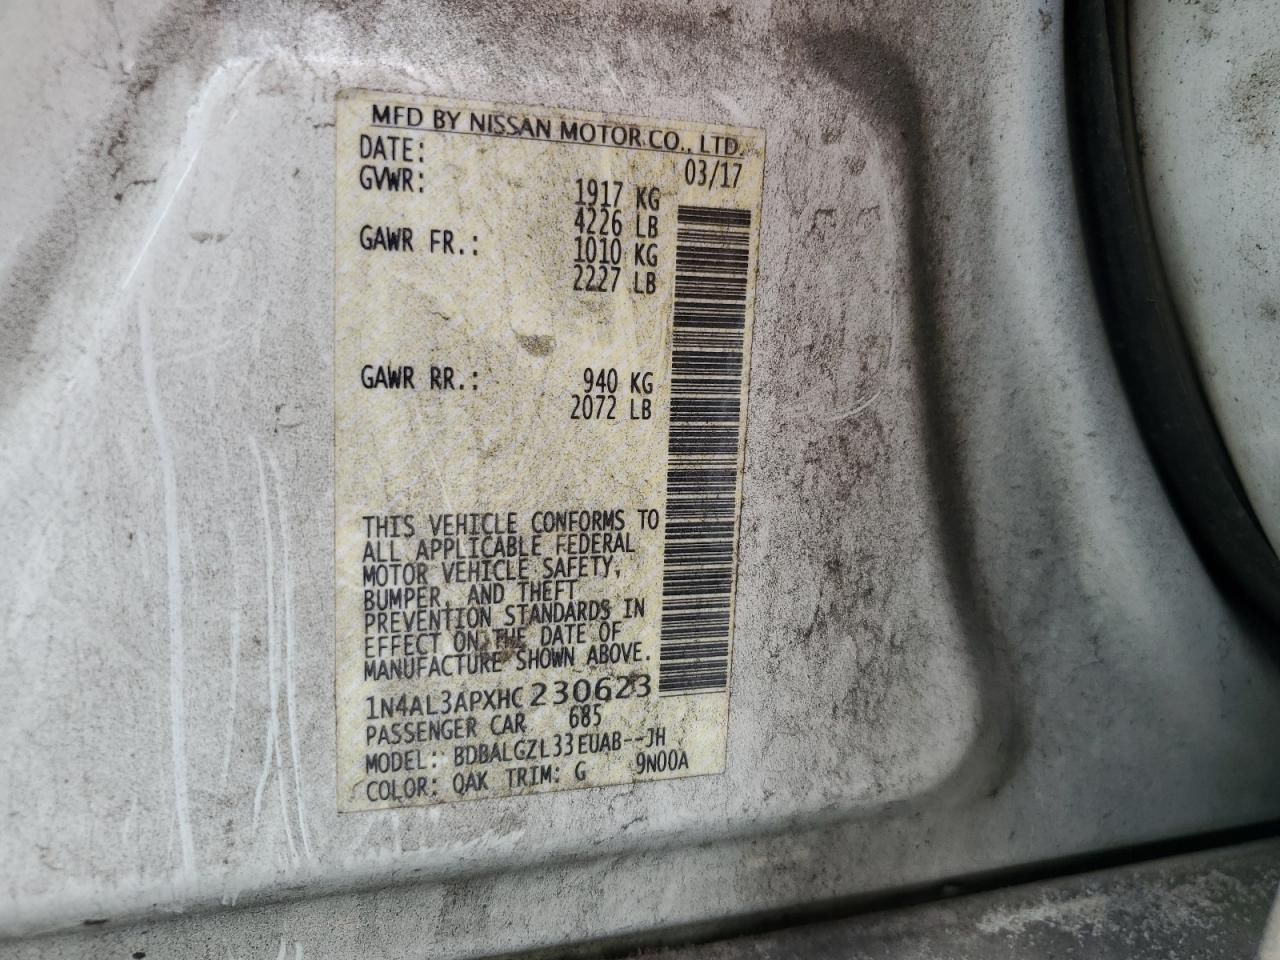 MFD BY NISSAN MOTOR CO., LTD.
DATE: 03/17
GVWR: 1917 KG
4226 LB
GAWR FR.: 1010 KG
2227 LB
GAWR RR.: 940 KG
2072 LB
THIS VEHICLE CONFORMS TO
ALL APPLICABLE FEDERAL
MOTOR VEHICLE SAFETY,
BUMPER, AND THEFT
PREVENTION STANDARDS IN
EFFECT ON THE DATE OF
MANUFACTURE SHOWN ABOVE.
1N4AL3APXHC230623
PASSENGER CAR 685
MODEL: BDBALGZL33EUAB--JH
COLOR: QAK TRIM: G 9N00A